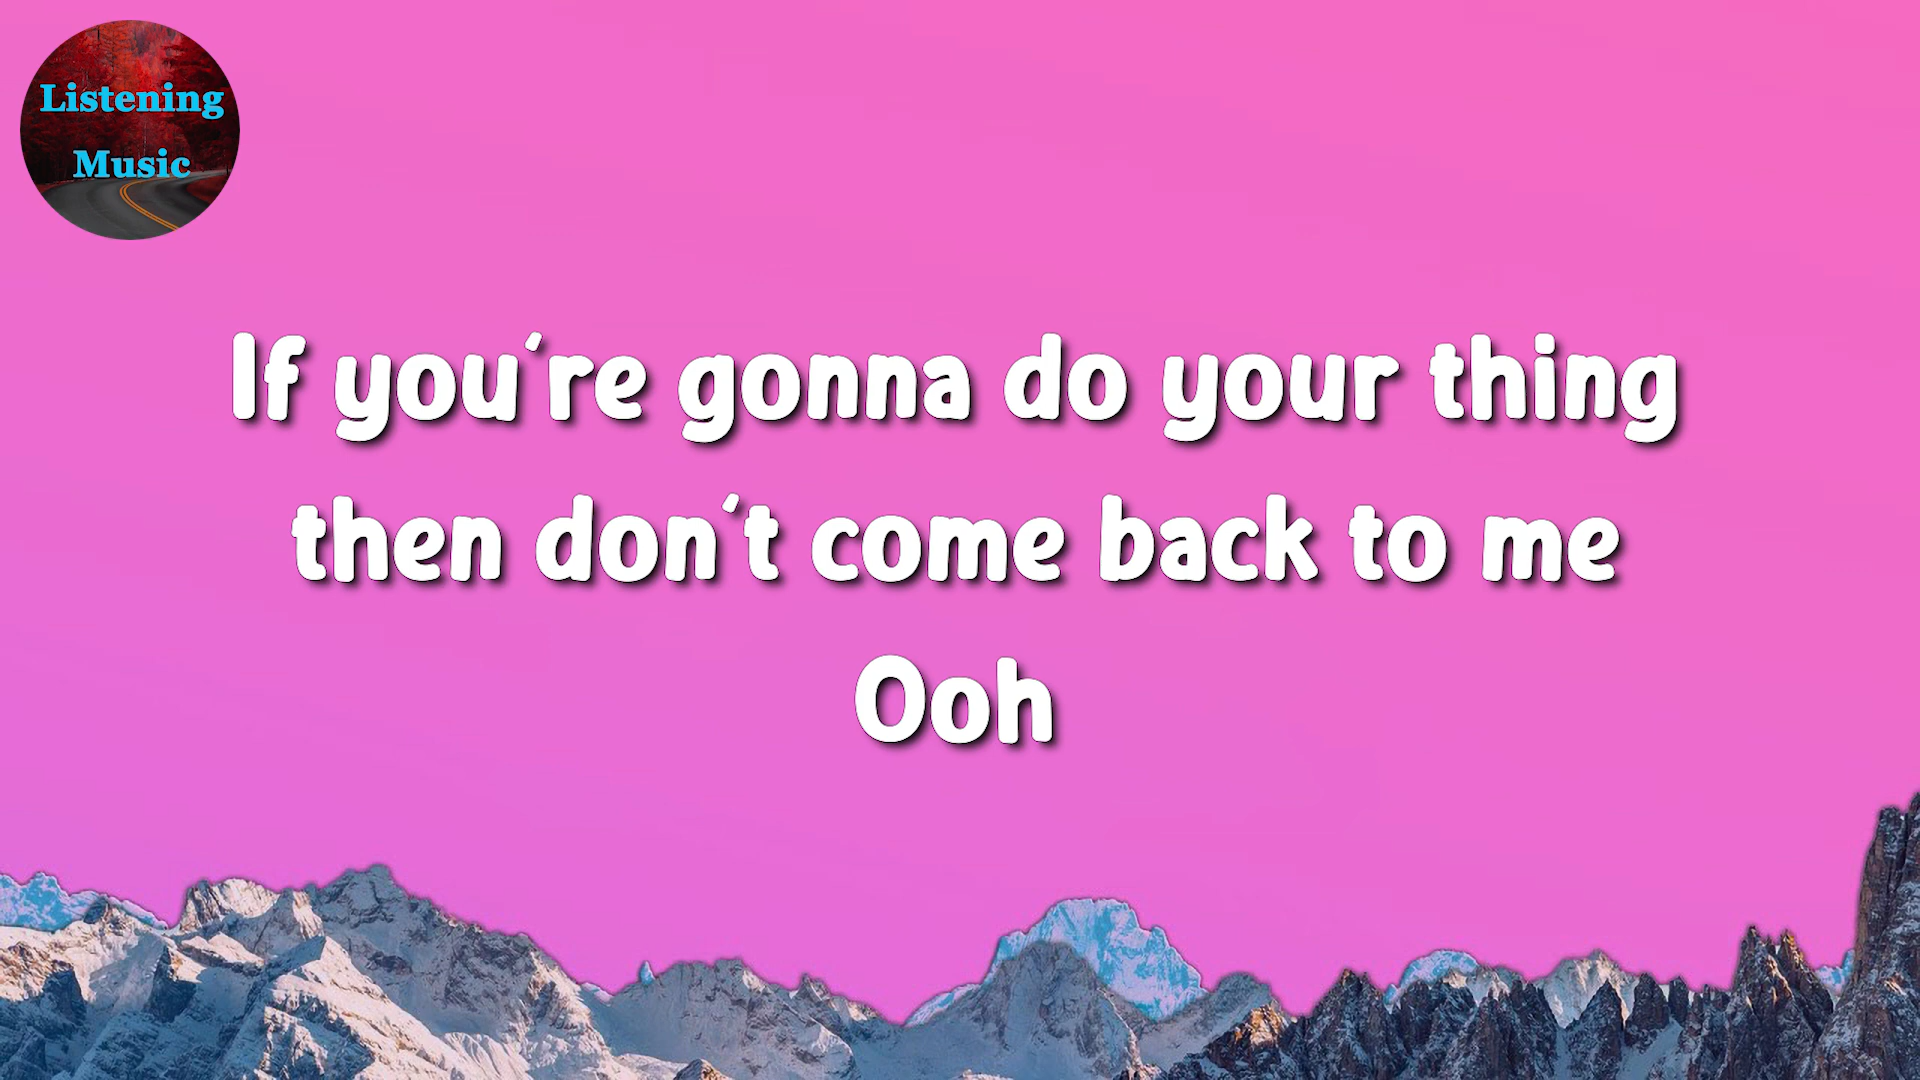 Listening
Music
If you're gonna do your thing
then don't come back to me
Ooh